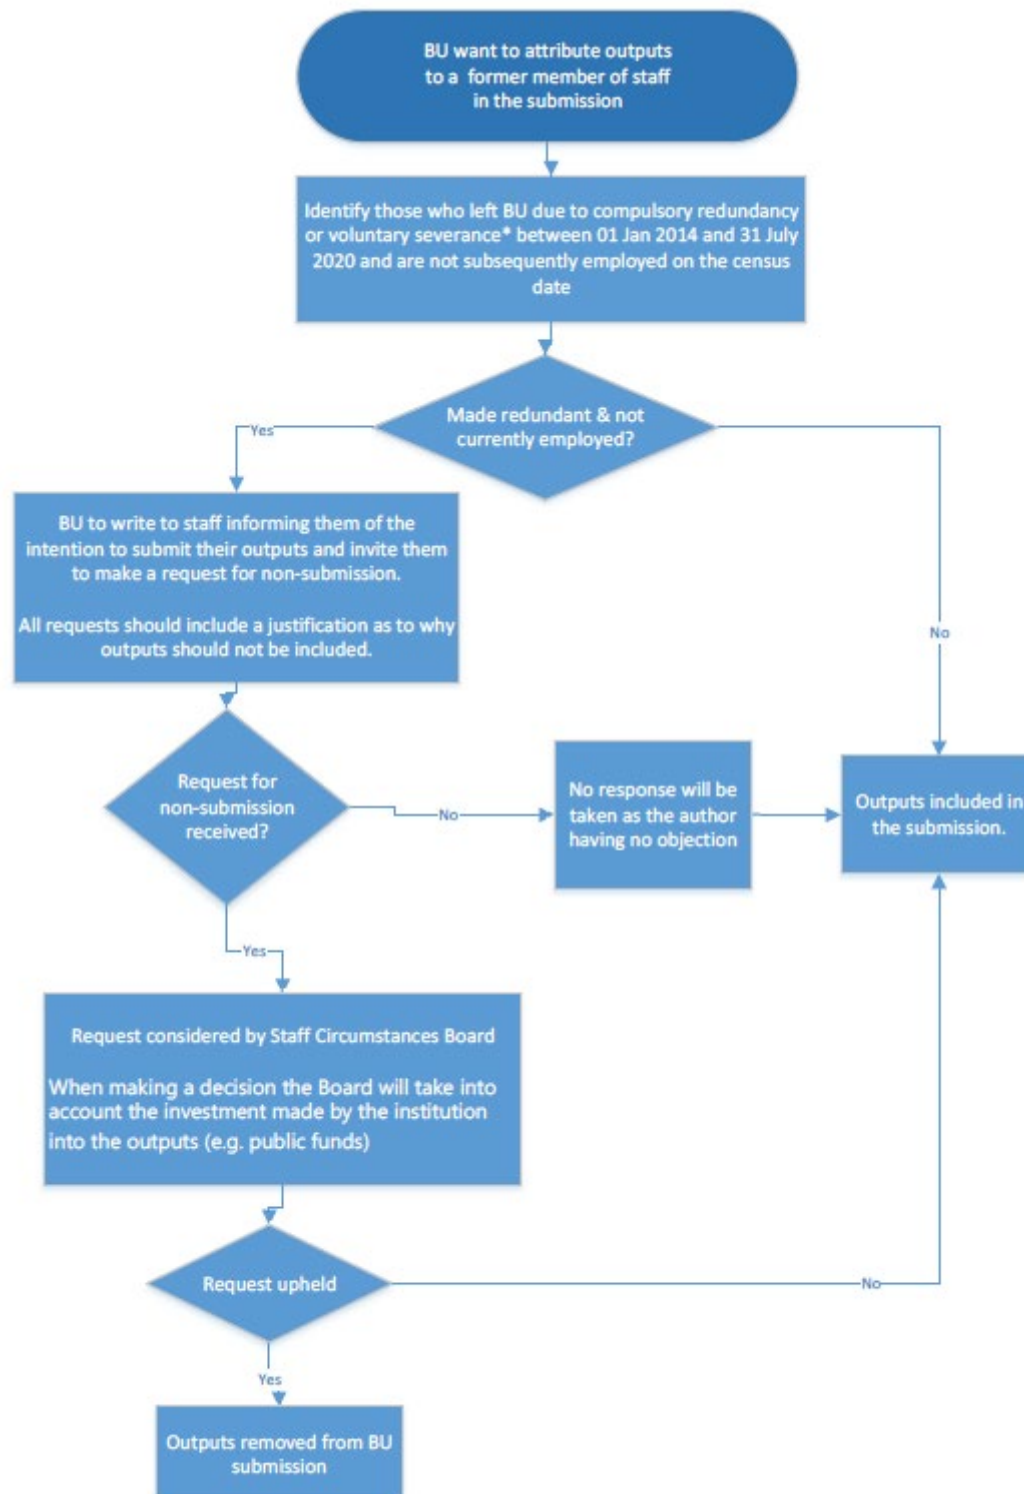 BU want to attribute outputs
to a former member of staff
in the submission
Identify those who left BU due to compulsory redundancy
or voluntary severance* between 01 Jan 2014 and 31 July
2020 and are not subsequently employed on the census
date
Made redundant & not
currently employed?
Yes
No
BU to write to staff informing them of the
intention to submit their outputs and invite them
to make a request for non-submission.
All requests should include a justification as to why
outputs should not be included.
Request for
non-submission
received?
No
No response will be
taken as the author
having no objection
Outputs included in
the submission.
Yes
Request considered by Staff Circumstances Board
When making a decision the Board will take into
account the investment made by the institution
into the outputs (e.g. public funds)
Request upheld
No
Yes
Outputs removed from BU
submission